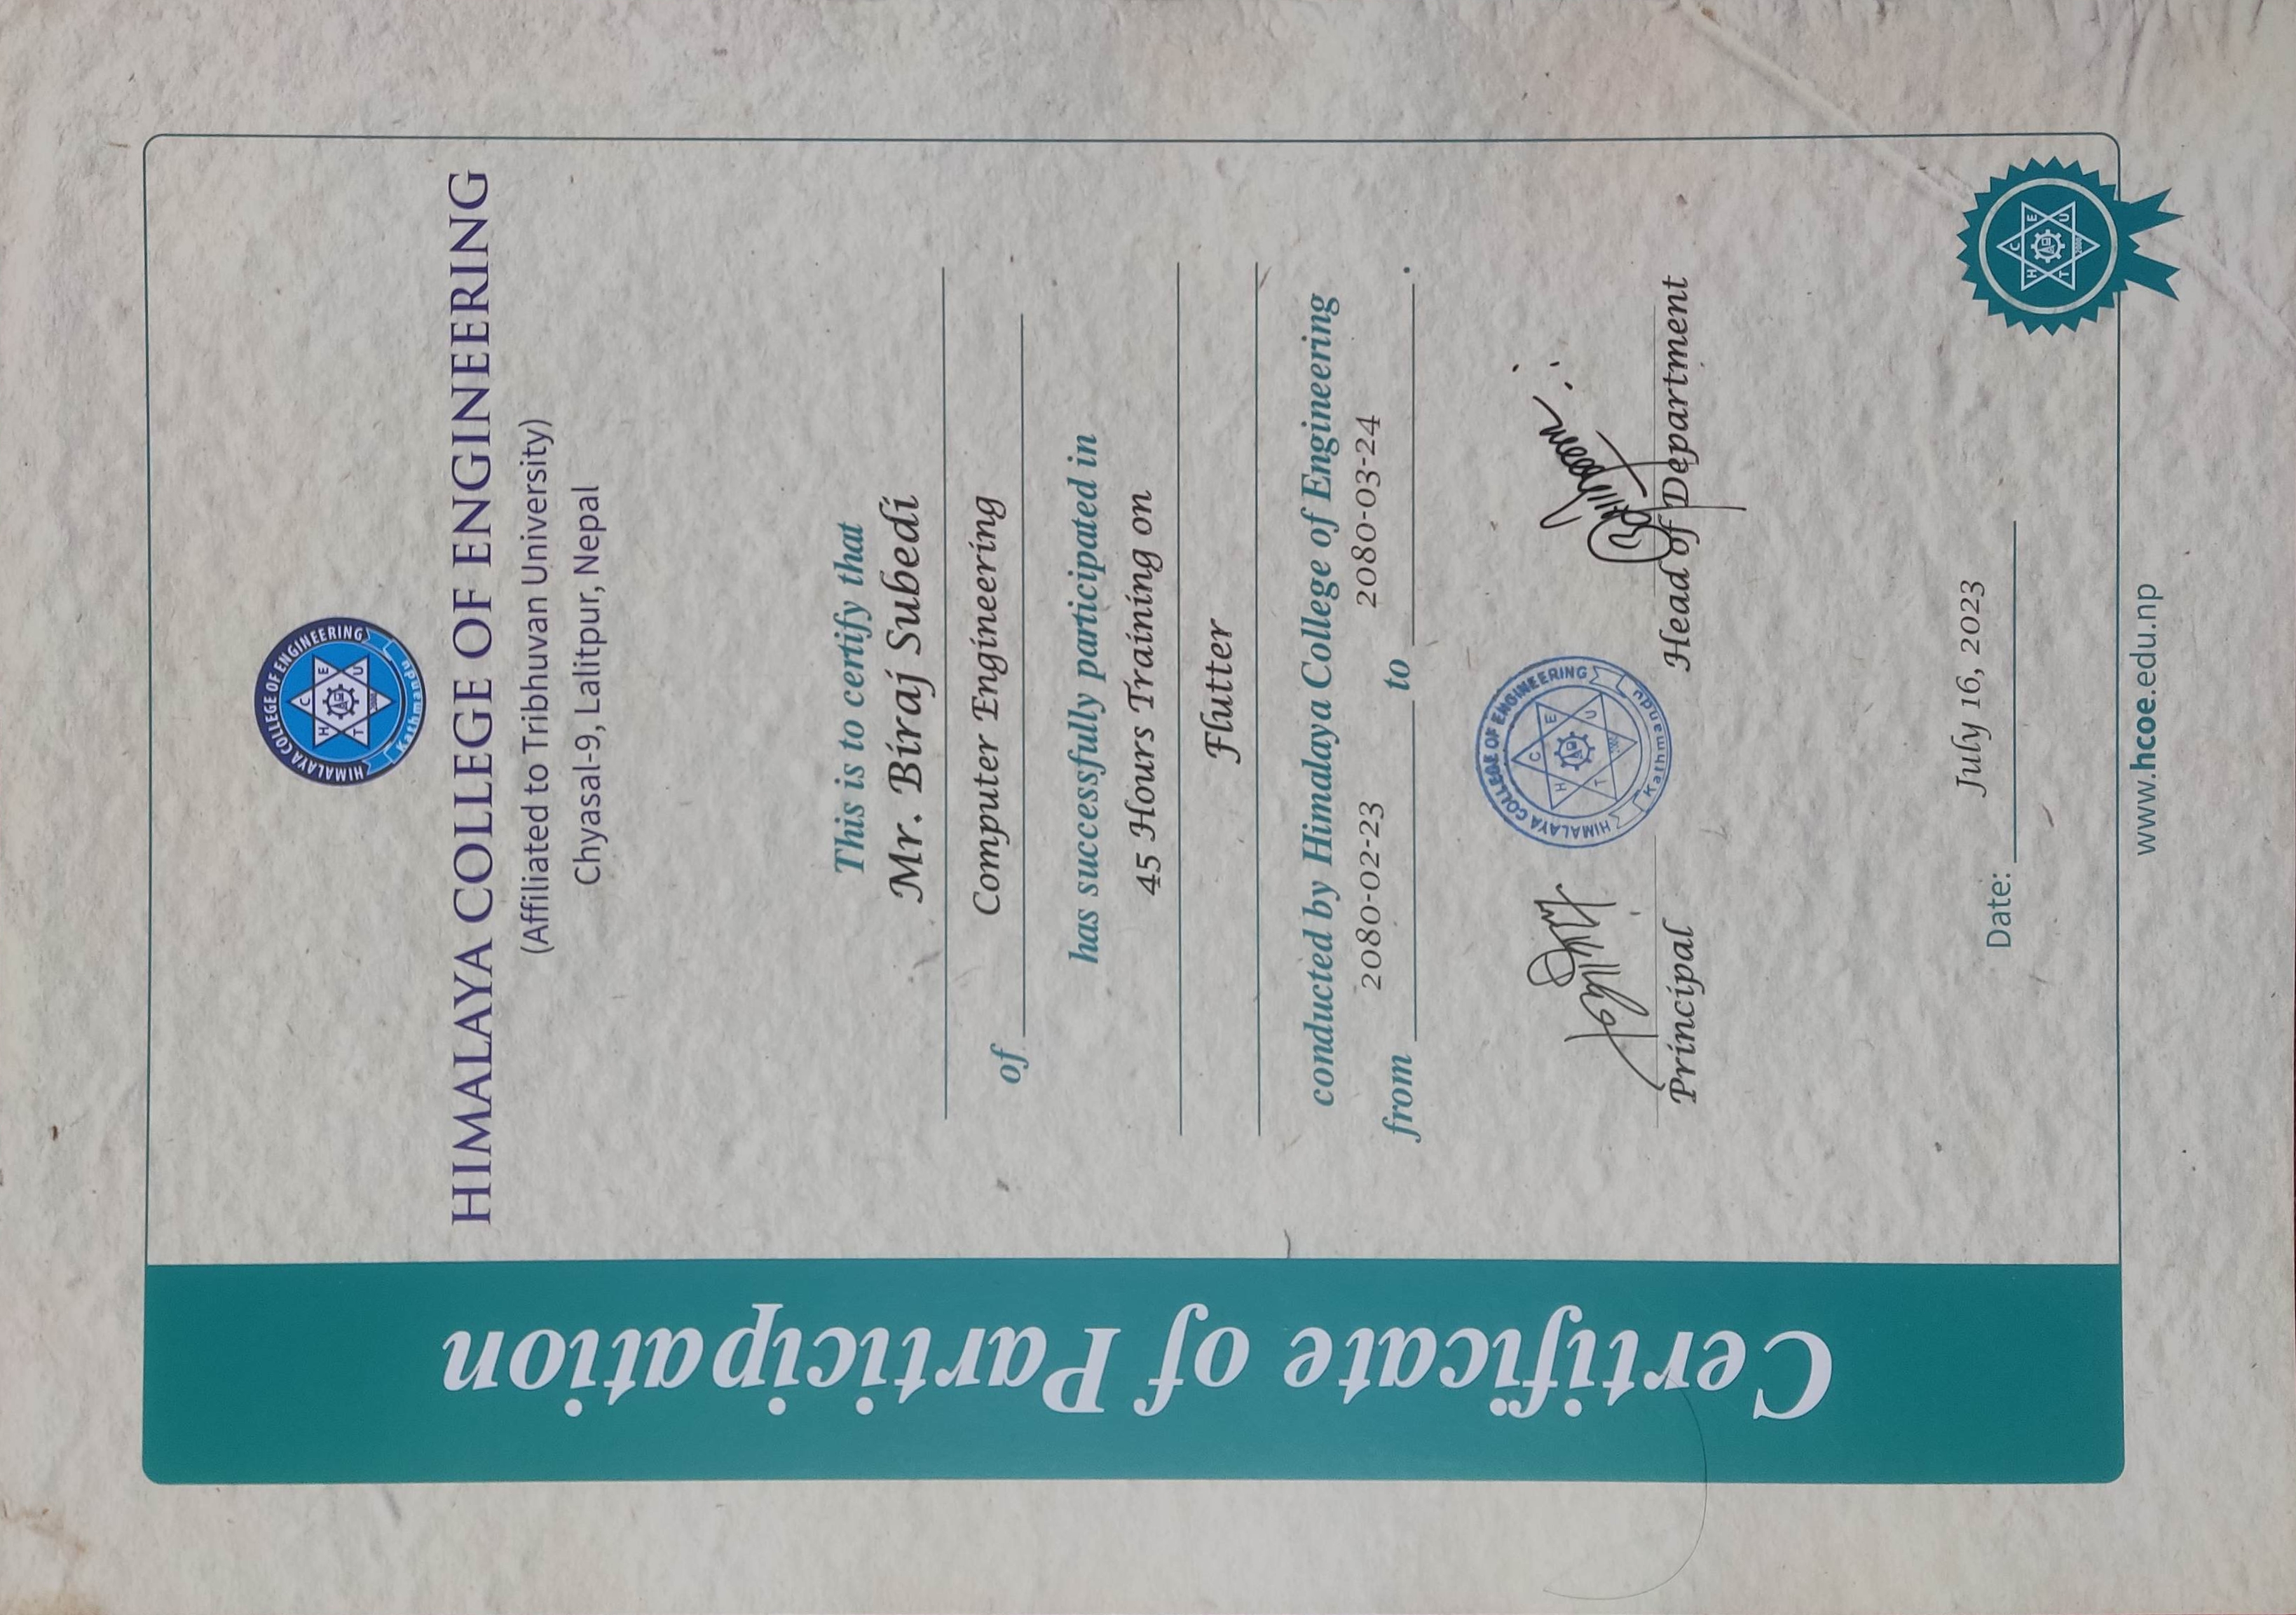 Certificate of Participation
HIMALAYA COLLEGE OF ENGINEERING
H C E T U
2000
Kathmandu
HIMALAYA COLLEGE OF ENGINEERING
(Affiliated to Tribhuvan University)
Chyasal-9, Lalitpur, Nepal
This is to certify that
Mr. Biraj Subedi
of Computer Engineering
has successfully participated in
45 Hours Training on
Flutter
conducted by Himalaya College of Engineering
from 2080-02-23 to 2080-03-24 .
HIMALAYA COLLEGE OF ENGINEERING
H C E T U
Kathmandu
Principal
Head of Department
Date: July 16, 2023
H C E T U
2000
www.hcoe.edu.np